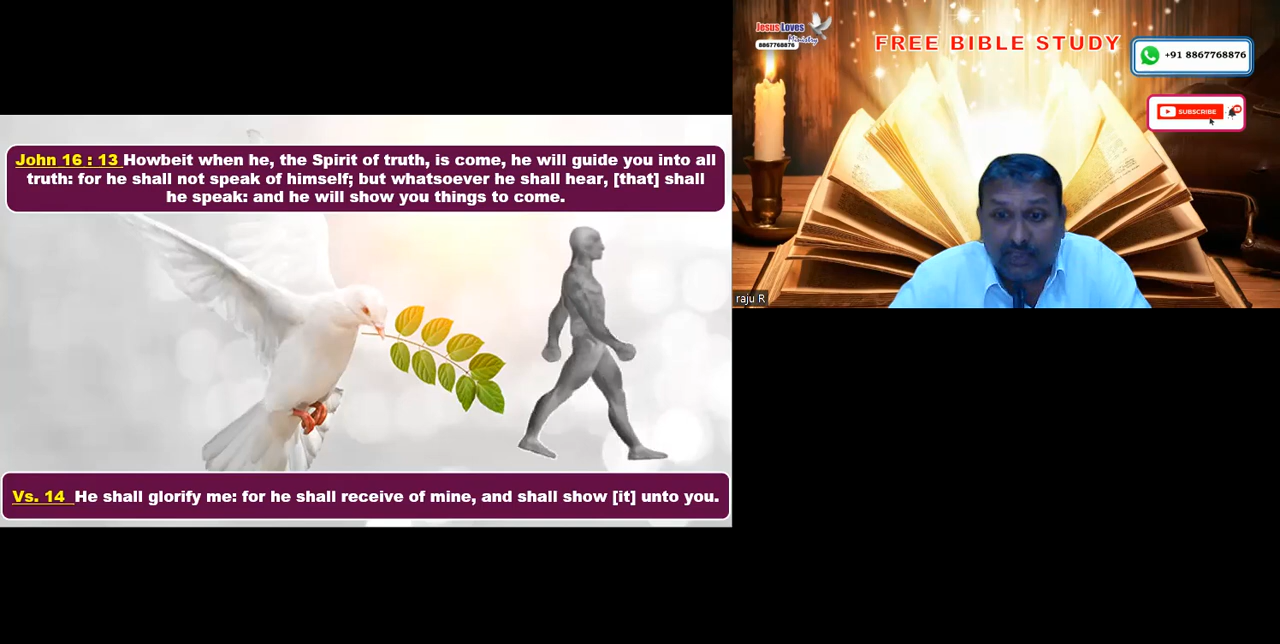 John 16 : 13 Howbeit when he, the Spirit of truth, is come, he will guide you into all
truth: for he shall not speak of himself; but whatsoever he shall hear, [that] shall
he speak: and he will show you things to come.
Vs. 14 He shall glorify me: for he shall receive of mine, and shall show [it] unto you.
Jesus Loves
Ministry
8867768876
FREE BIBLE STUDY
+91 8867768876
SUBSCRIBE
raju R